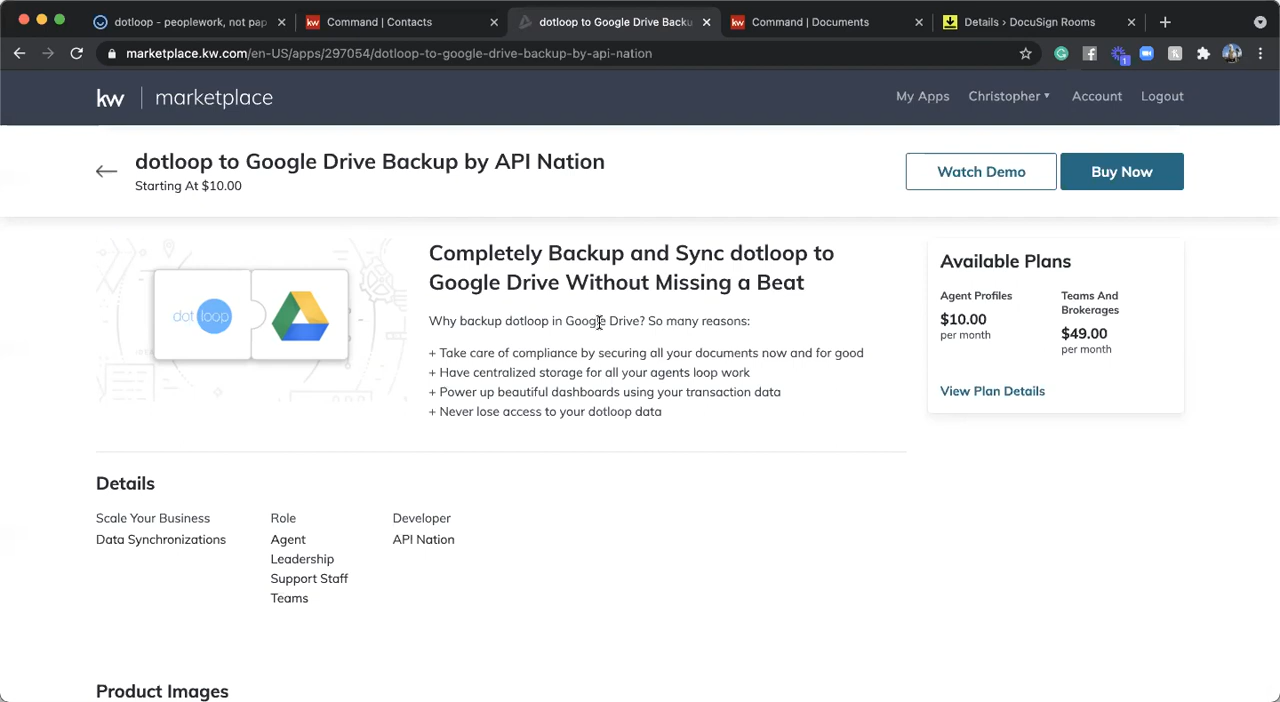 dotloop - peoplework, not pap
Command | Contacts
dotloop to Google Drive Backu
Command | Documents
Details › DocuSign Rooms
marketplace.kw.com/en-US/apps/297054/dotloop-to-google-drive-backup-by-api-nation
1
kw marketplace
My Apps Christopher Account Logout
dotloop to Google Drive Backup by API Nation
Starting At $10.00
Watch Demo
Buy Now
dot loop
Completely Backup and Sync dotloop to
Google Drive Without Missing a Beat
Why backup dotloop in Google Drive? So many reasons:
+ Take care of compliance by securing all your documents now and for good
+ Have centralized storage for all your agents loop work
+ Power up beautiful dashboards using your transaction data
+ Never lose access to your dotloop data
Available Plans
Agent Profiles
$10.00
per month
Teams And
Brokerages
$49.00
per month
View Plan Details
Details
Scale Your Business
Data Synchronizations
Role
Agent
Leadership
Support Staff
Teams
Developer
API Nation
Product Images